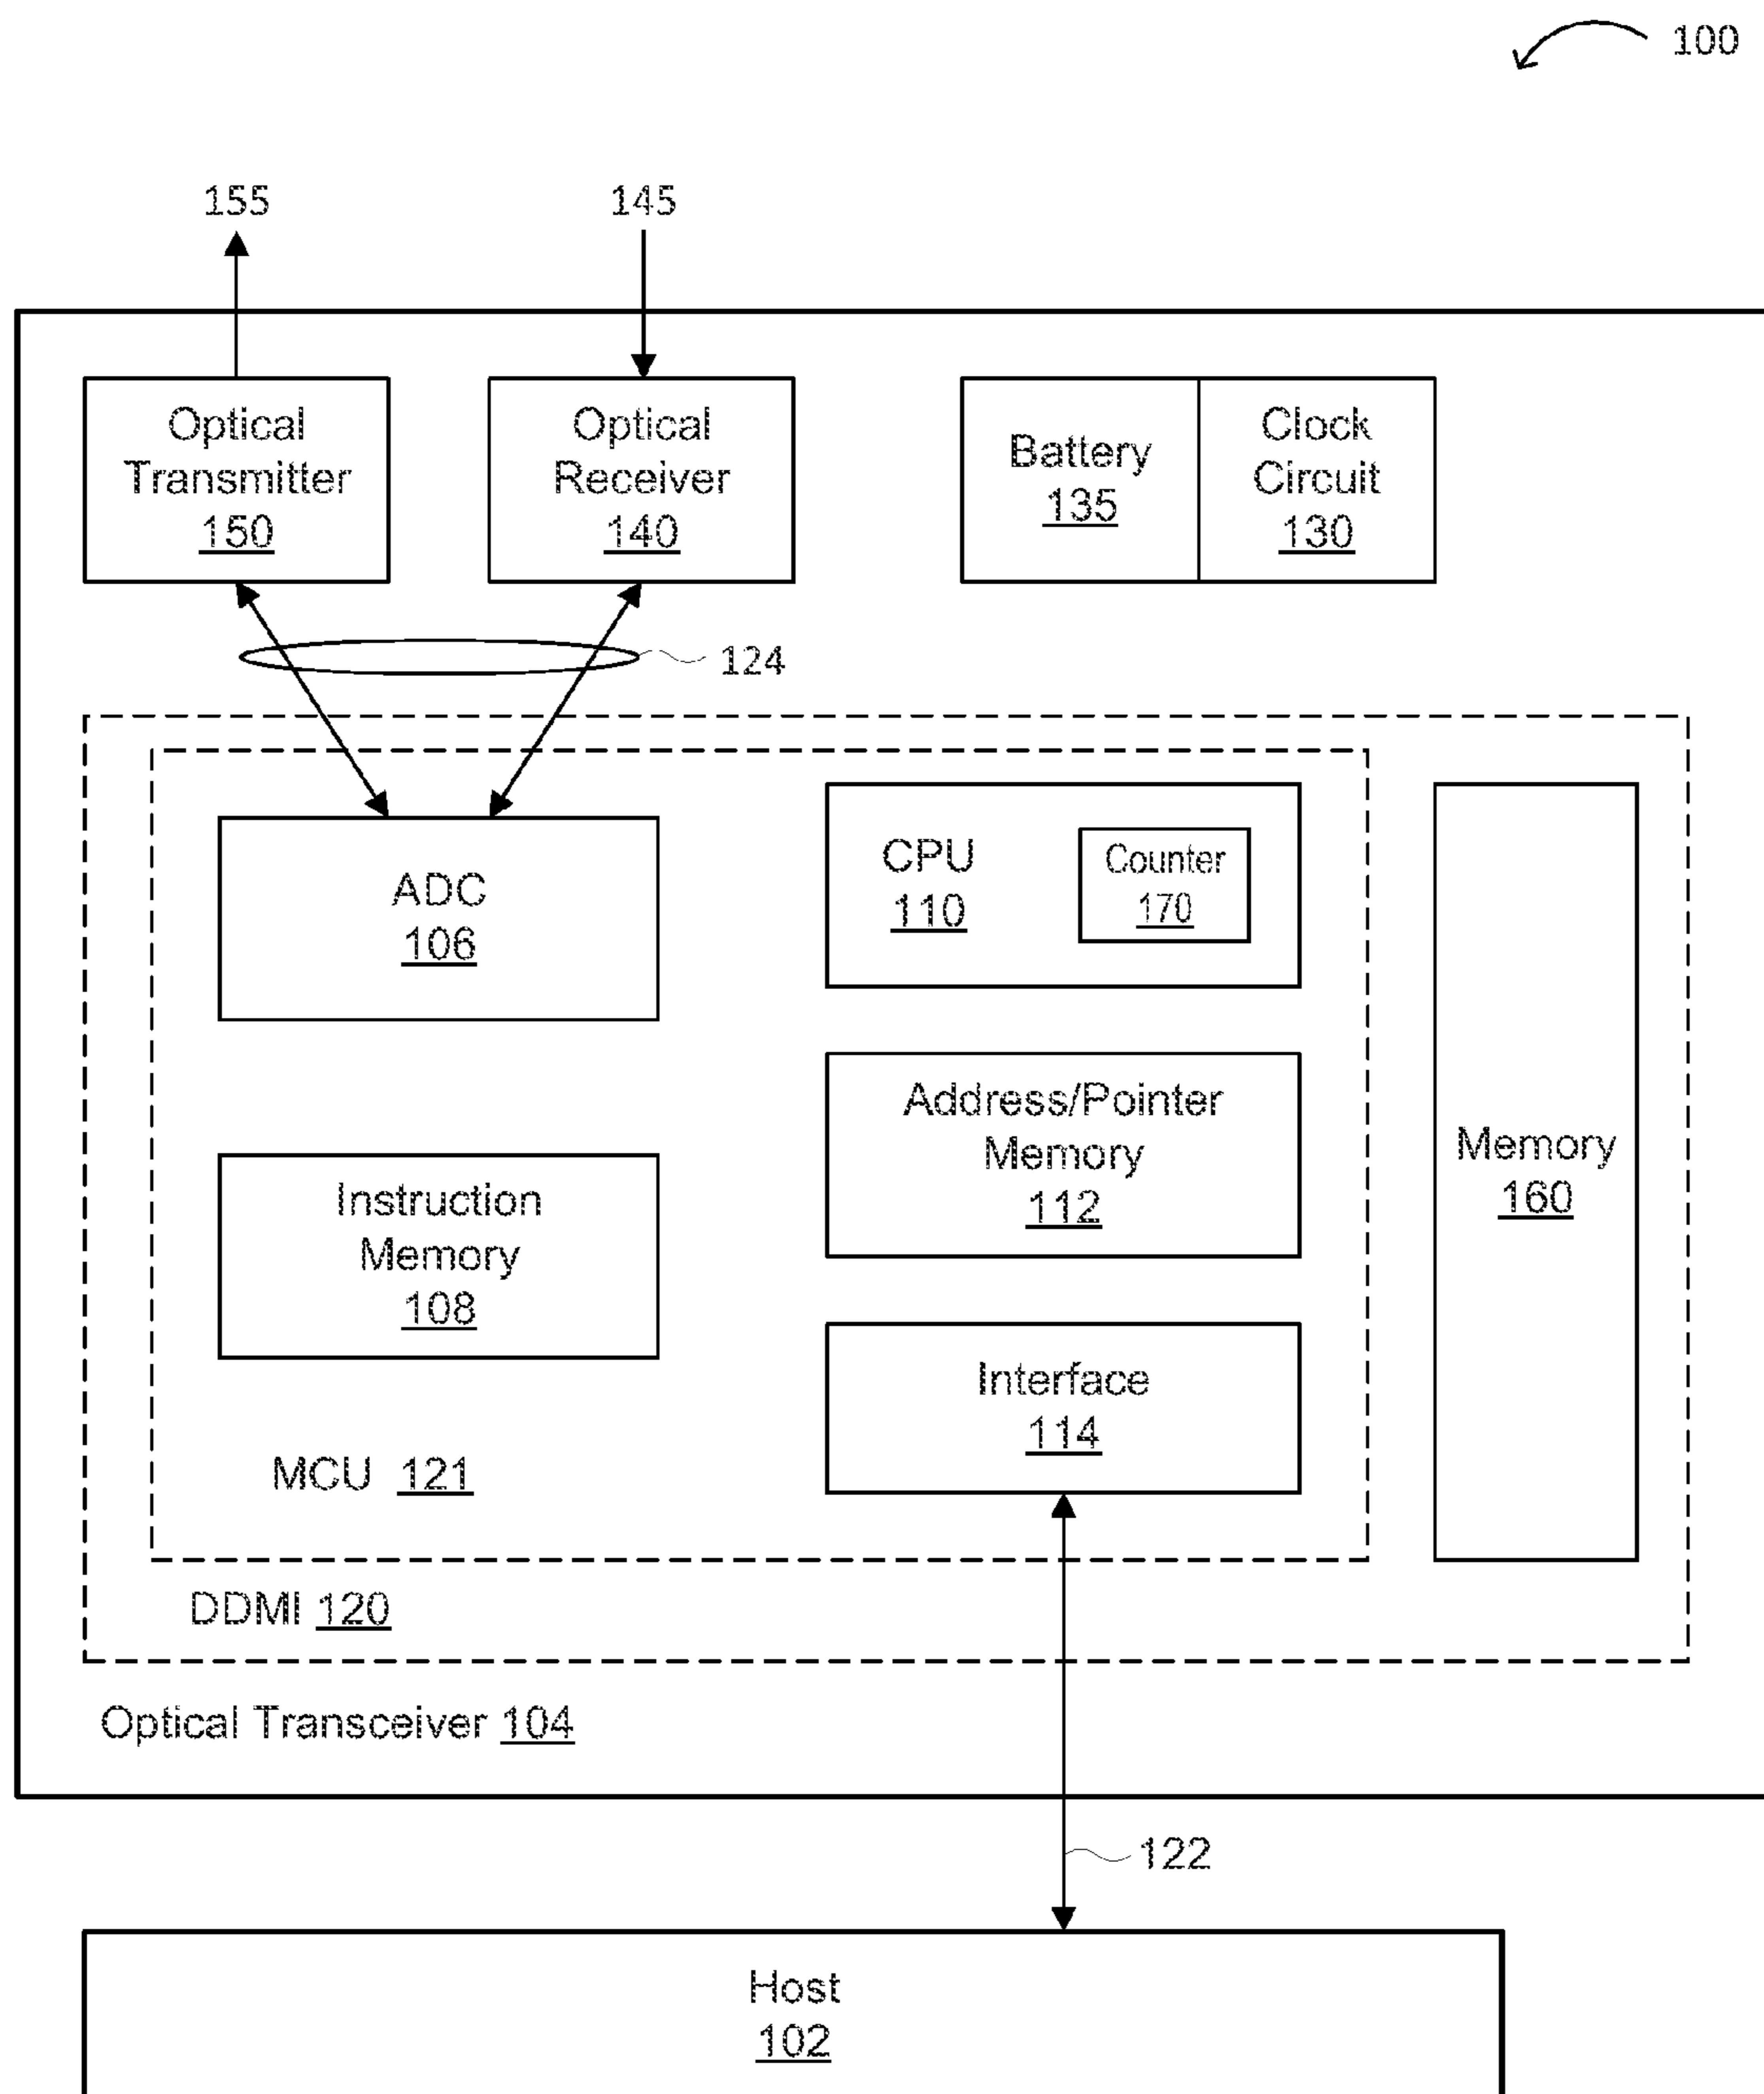 100
155
145
Optical
Transmitter
150
Optical
Receiver
140
Battery
135
Clock
Circuit
130
124
ADC
106
CPU
110
Counter
170
Address/Pointer
Memory
112
Memory
160
Instruction
Memory
108
Interface
114
MCU 121
DDMI 120
Optical Transceiver 104
122
Host
102